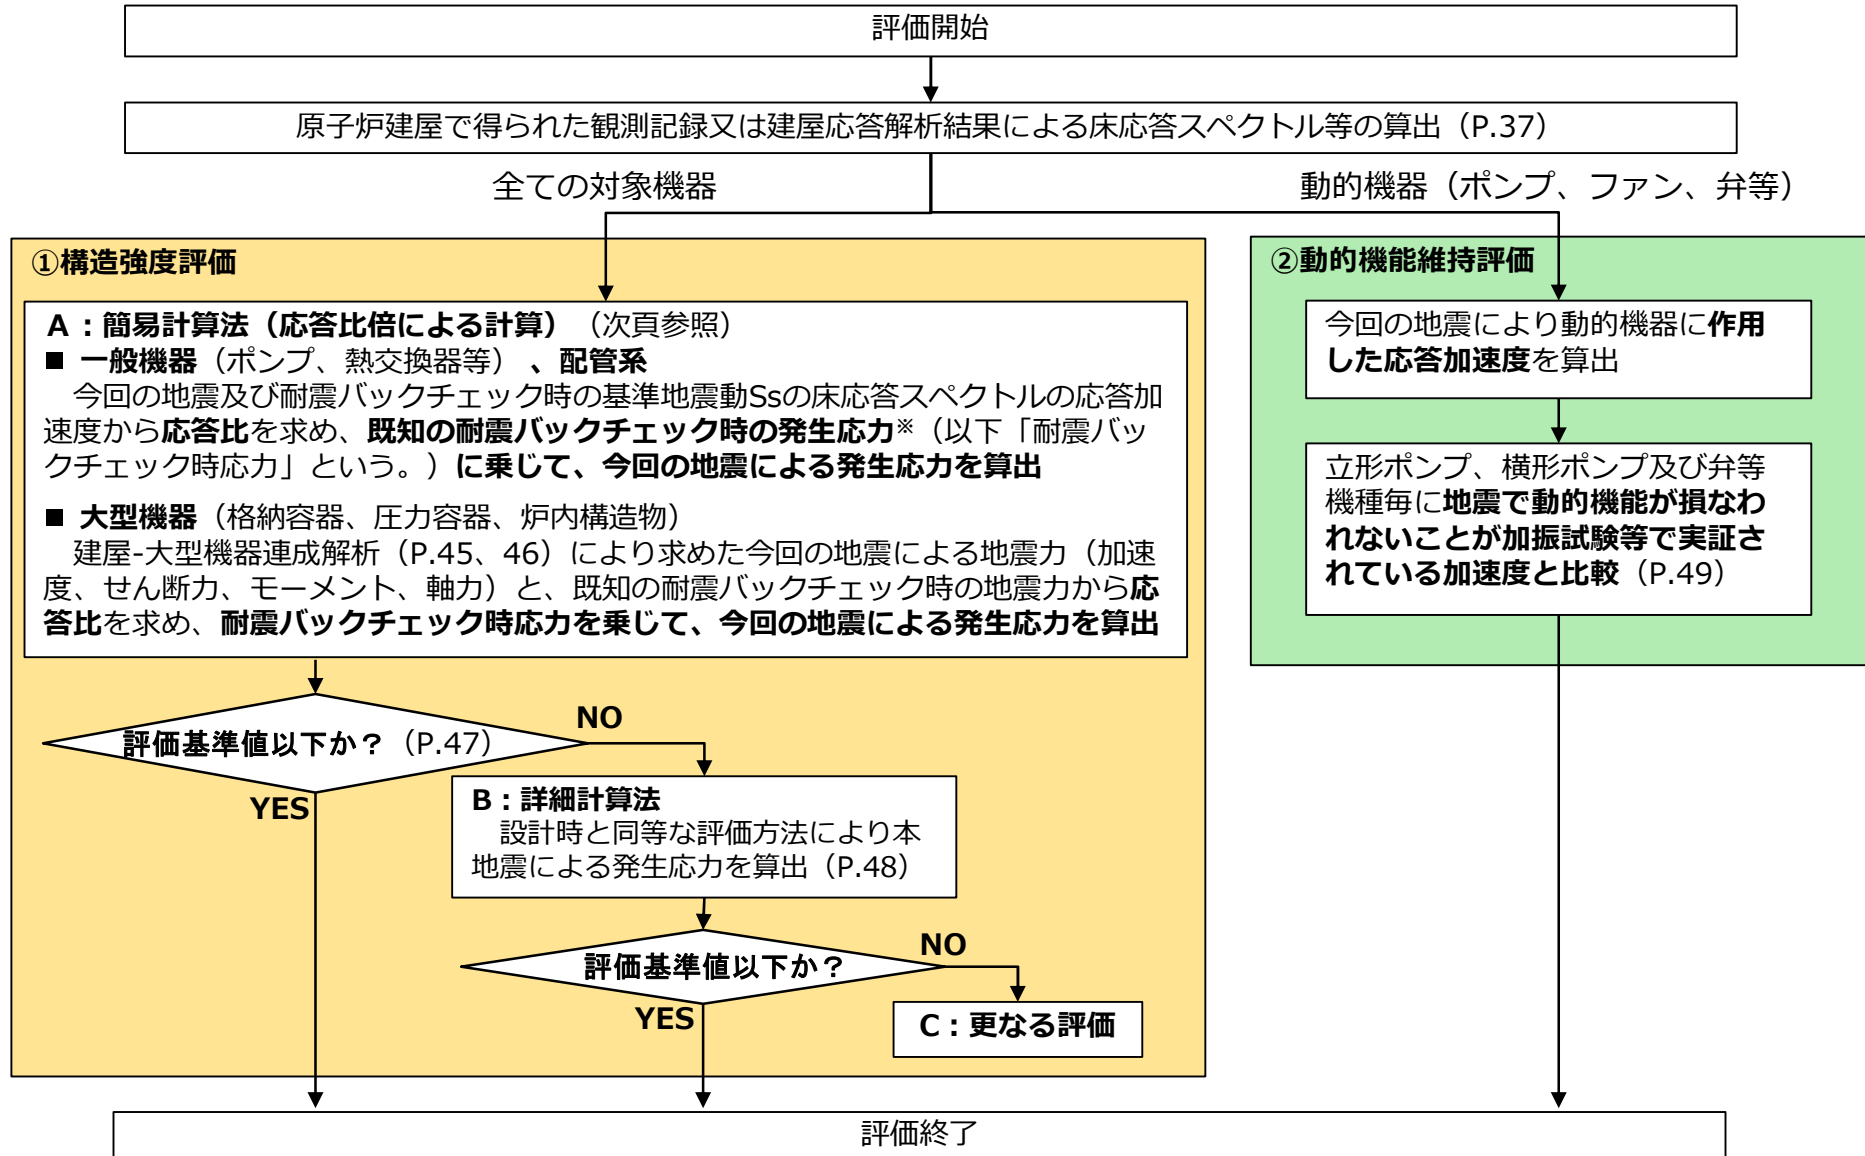 評価開始
原子炉建屋で得られた観測記録又は建屋応答解析結果による床応答スペクトル等の算出（P.37）
全ての対象機器
動的機器（ポンプ、ファン、弁等）
①構造強度評価
A：簡易計算法（応答比倍による計算）（次頁参照）
■ 一般機器（ポンプ、熱交換器等）、配管系
今回の地震及び耐震バックチェック時の基準地震動Ssの床応答スペクトルの応答加
速度から応答比を求め、既知の耐震バックチェック時の発生応力※（以下「耐震バッ
クチェック時応力」という。）に乗じて、今回の地震による発生応力を算出
■ 大型機器（格納容器、圧力容器、炉内構造物）
建屋-大型機器連成解析（P.45、46）により求めた今回の地震による地震力（加速
度、せん断力、モーメント、軸力）と、既知の耐震バックチェック時の地震力から応
答比を求め、耐震バックチェック時応力を乗じて、今回の地震による発生応力を算出
評価基準値以下か？（P.47）
NO
YES
B：詳細計算法
設計時と同等な評価方法により本
地震による発生応力を算出（P.48）
評価基準値以下か？
NO
YES
C：更なる評価
②動的機能維持評価
今回の地震により動的機器に作用
した応答加速度を算出
立形ポンプ、横形ポンプ及び弁等
機種毎に地震で動的機能が損なわ
れないことが加振試験等で実証さ
れている加速度と比較（P.49）
評価終了